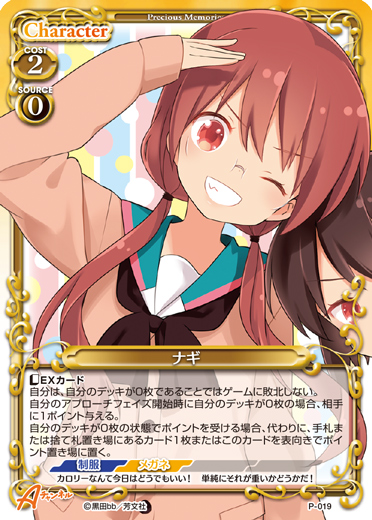 Precious Memories
Character
COST
2
SOURCE
0
ナギ
EXカード
自分は、自分のデッキが0枚であることではゲームに敗北しない。
自分のアプローチフェイズ開始時に自分のデッキが0枚の場合、相手
に1ポイント与える。
自分のデッキが0枚の状態でポイントを受ける場合、代わりに、手札ま
たは捨て札置き場にあるカード1枚またはこのカードを表向きでポイ
ント置き場に置く。
制服 メガネ
カロリーなんて今日はどうでもいい! 単純にそれが重いかどうかだ!
Aチャンネル
©黒田bb/芳文社
P-019